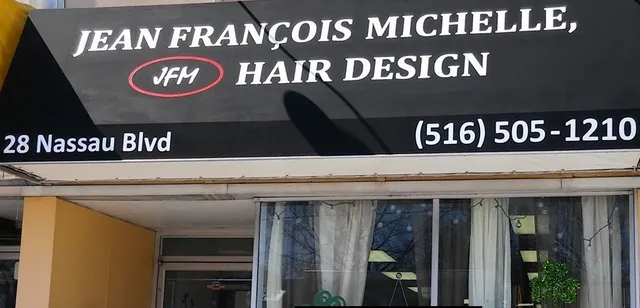 JEAN FRANÇOIS MICHELLE,
JFM HAIR DESIGN
28 Nassau Blvd (516) 505-1210